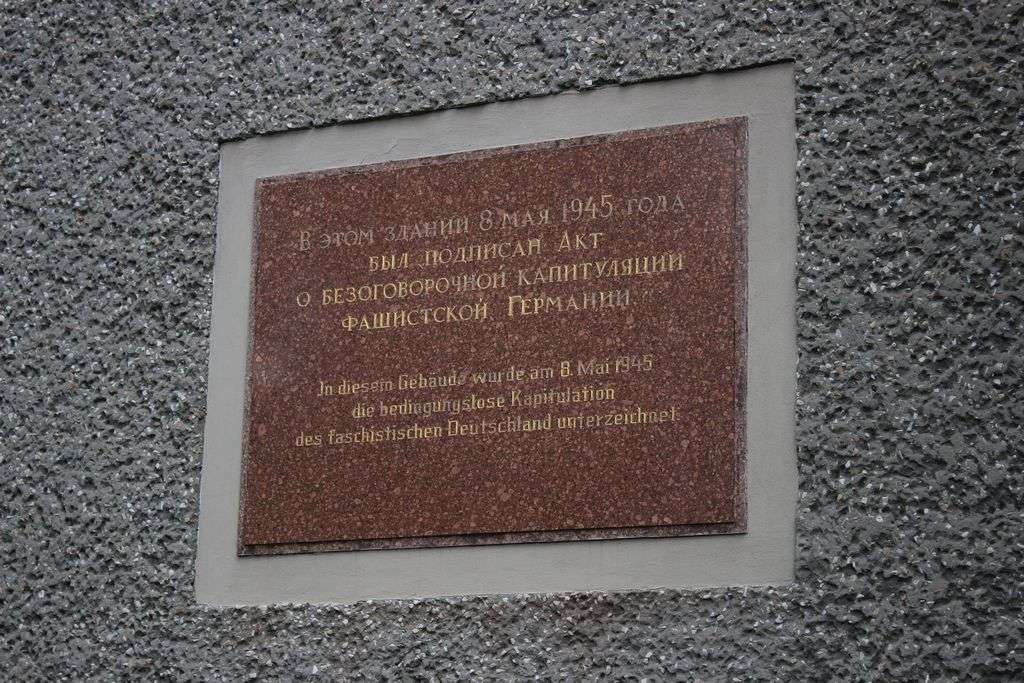 В ЭТОМ ЗДАНИИ 8 МАЯ 1945 ГОДА
БЫЛ ПОДПИСАН АКТ
О БЕЗОГОВОРОЧНОЙ КАПИТУЛЯЦИИ
ФАШИСТСКОЙ ГЕРМАНИИ.
In diesem Gebäude wurde am 8. Mai 1945
die bedingungslose Kapitulation
des faschistischen Deutschland unterzeichnet